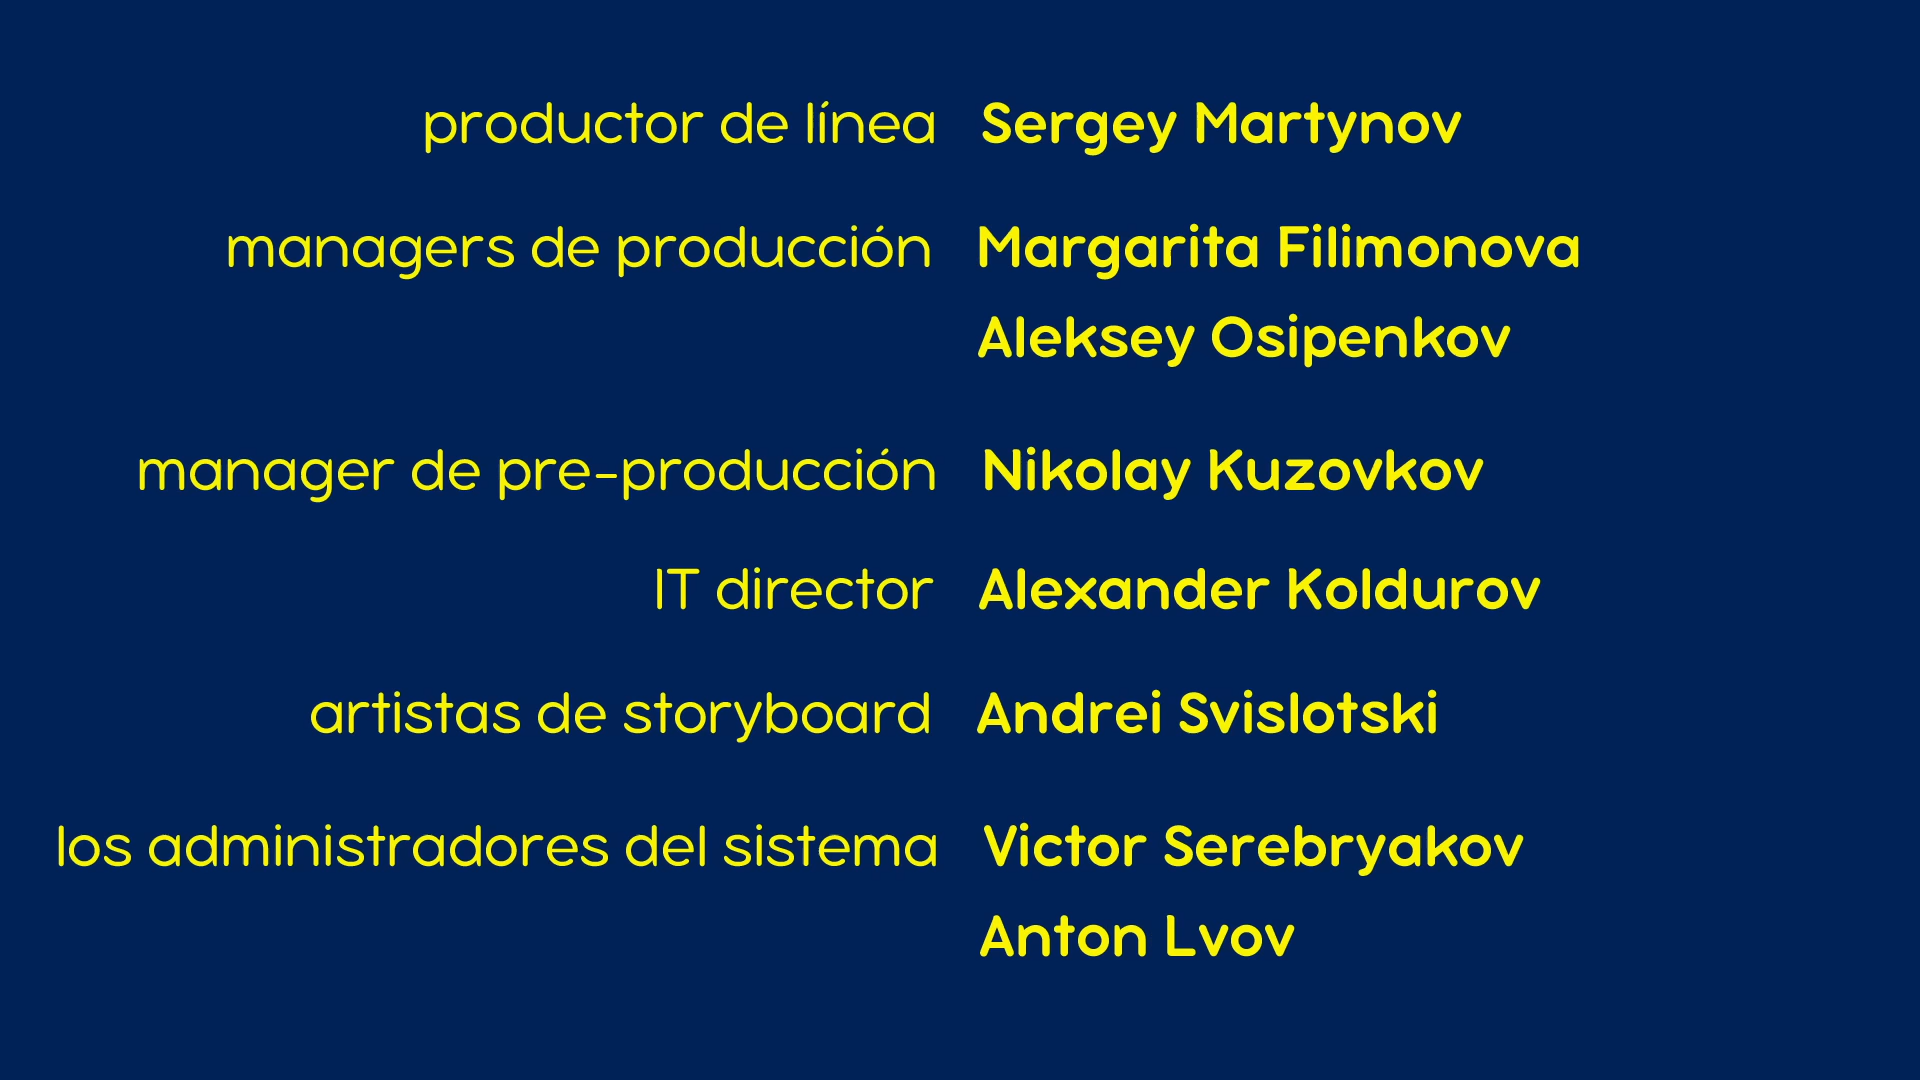 productor de línea Sergey Martynov
managers de producción Margarita Filimonova
Aleksey Osipenkov
manager de pre-producción Nikolay Kuzovkov
IT director Alexander Koldurov
artistas de storyboard Andrei Svislotski
los administradores del sistema Victor Serebryakov
Anton Lvov